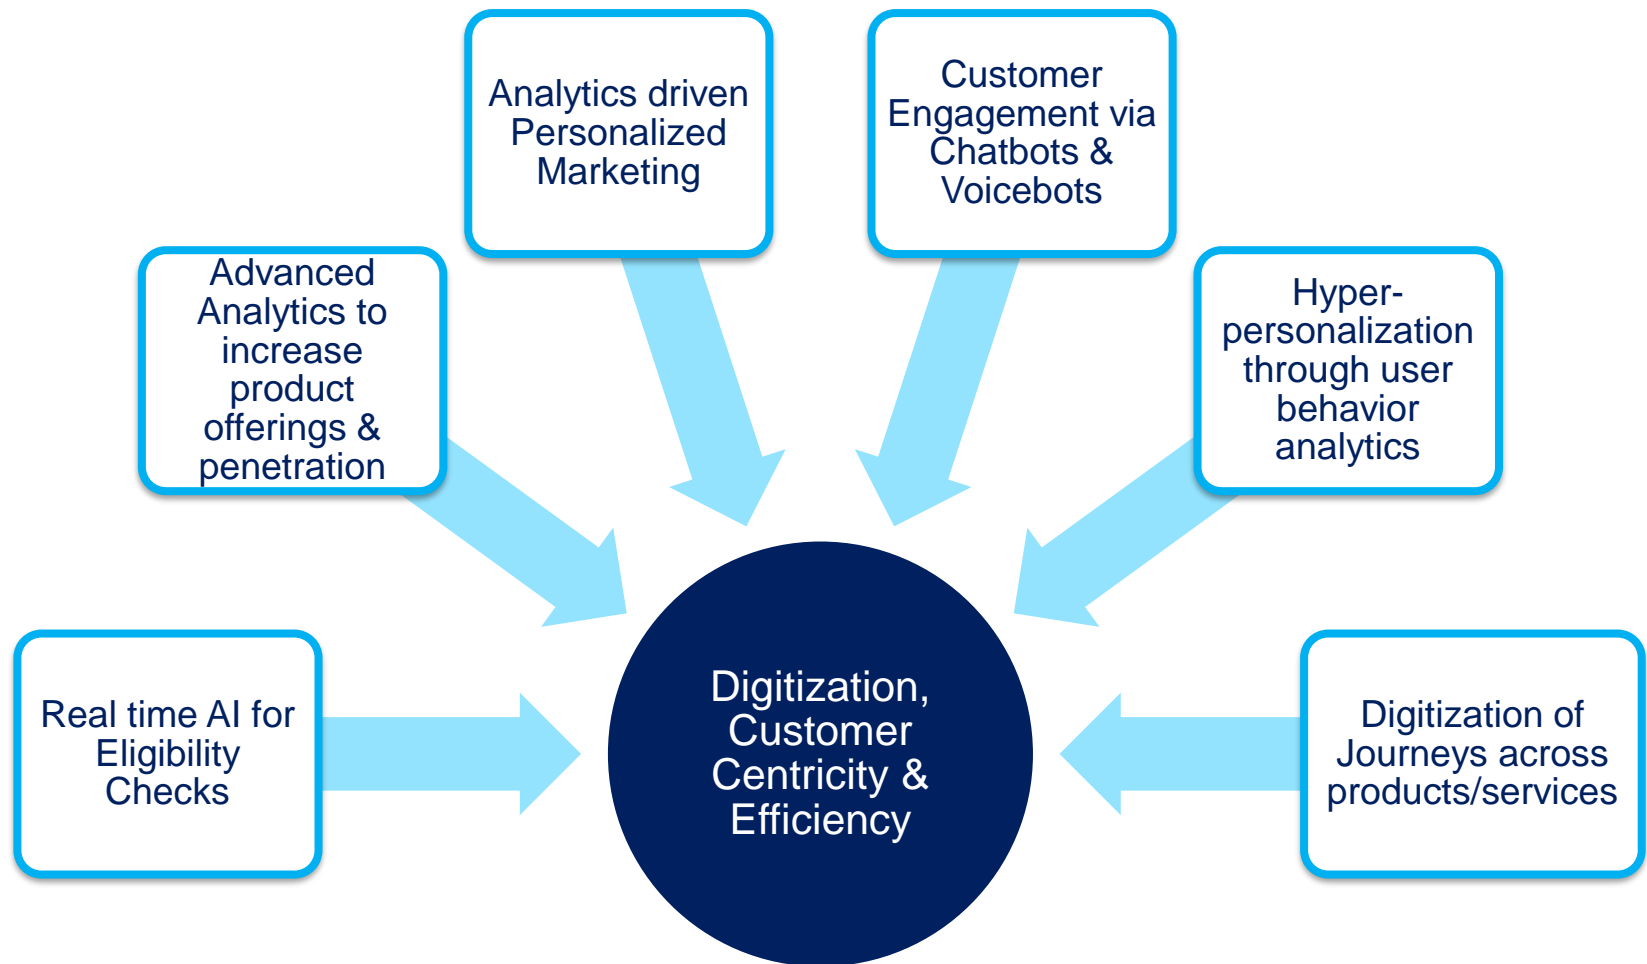 Analytics driven
Personalized
Marketing
Customer
Engagement via
Chatbots &
Voicebots
Advanced
Analytics to
increase
product
offerings &
penetration
Hyper-
personalization
through user
behavior
analytics
Real time AI for
Eligibility
Checks
Digitization,
Customer
Centricity &
Efficiency
Digitization of
Journeys across
products/services